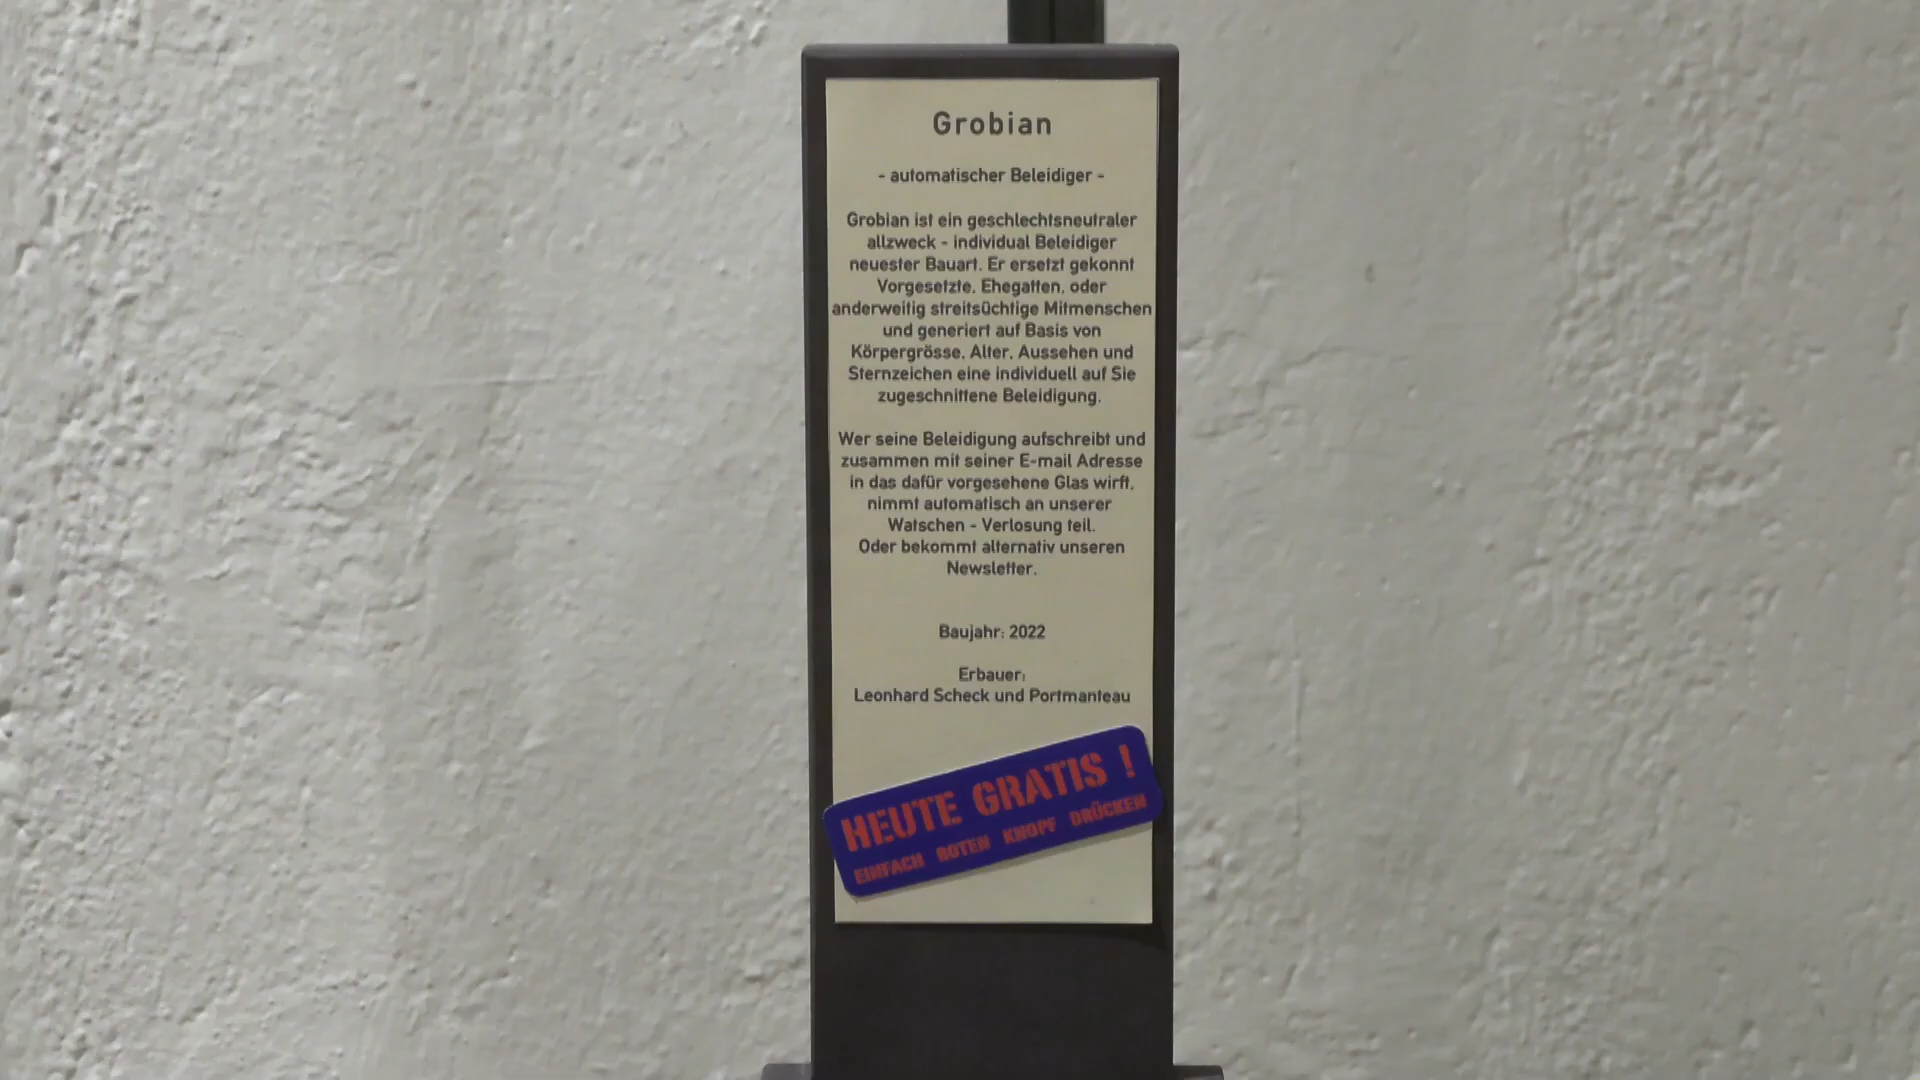 Grobian
- automatischer Beleidiger -
Grobian ist ein geschlechtsneutraler
allzweck - individual Beleidiger
neuester Bauart. Er ersetzt gekonnt
Vorgesetzte, Ehegatten, oder
anderweitig streitsüchtige Mitmenschen
und generiert auf Basis von
Körpergrösse, Alter, Aussehen und
Sternzeichen eine individuell auf Sie
zugeschnittene Beleidigung.
Wer seine Beleidigung aufschreibt und
zusammen mit seiner E-mail Adresse
in das dafür vorgesehene Glas wirft,
nimmt automatisch an unserer
Watschen - Verlosung teil.
Oder bekommt alternativ unseren
Newsletter.
Baujahr: 2022
Erbauer:
Leonhard Scheck und Portmanteau
HEUTE GRATIS !
EINFACH ROTEN KNOPF DRÜCKEN